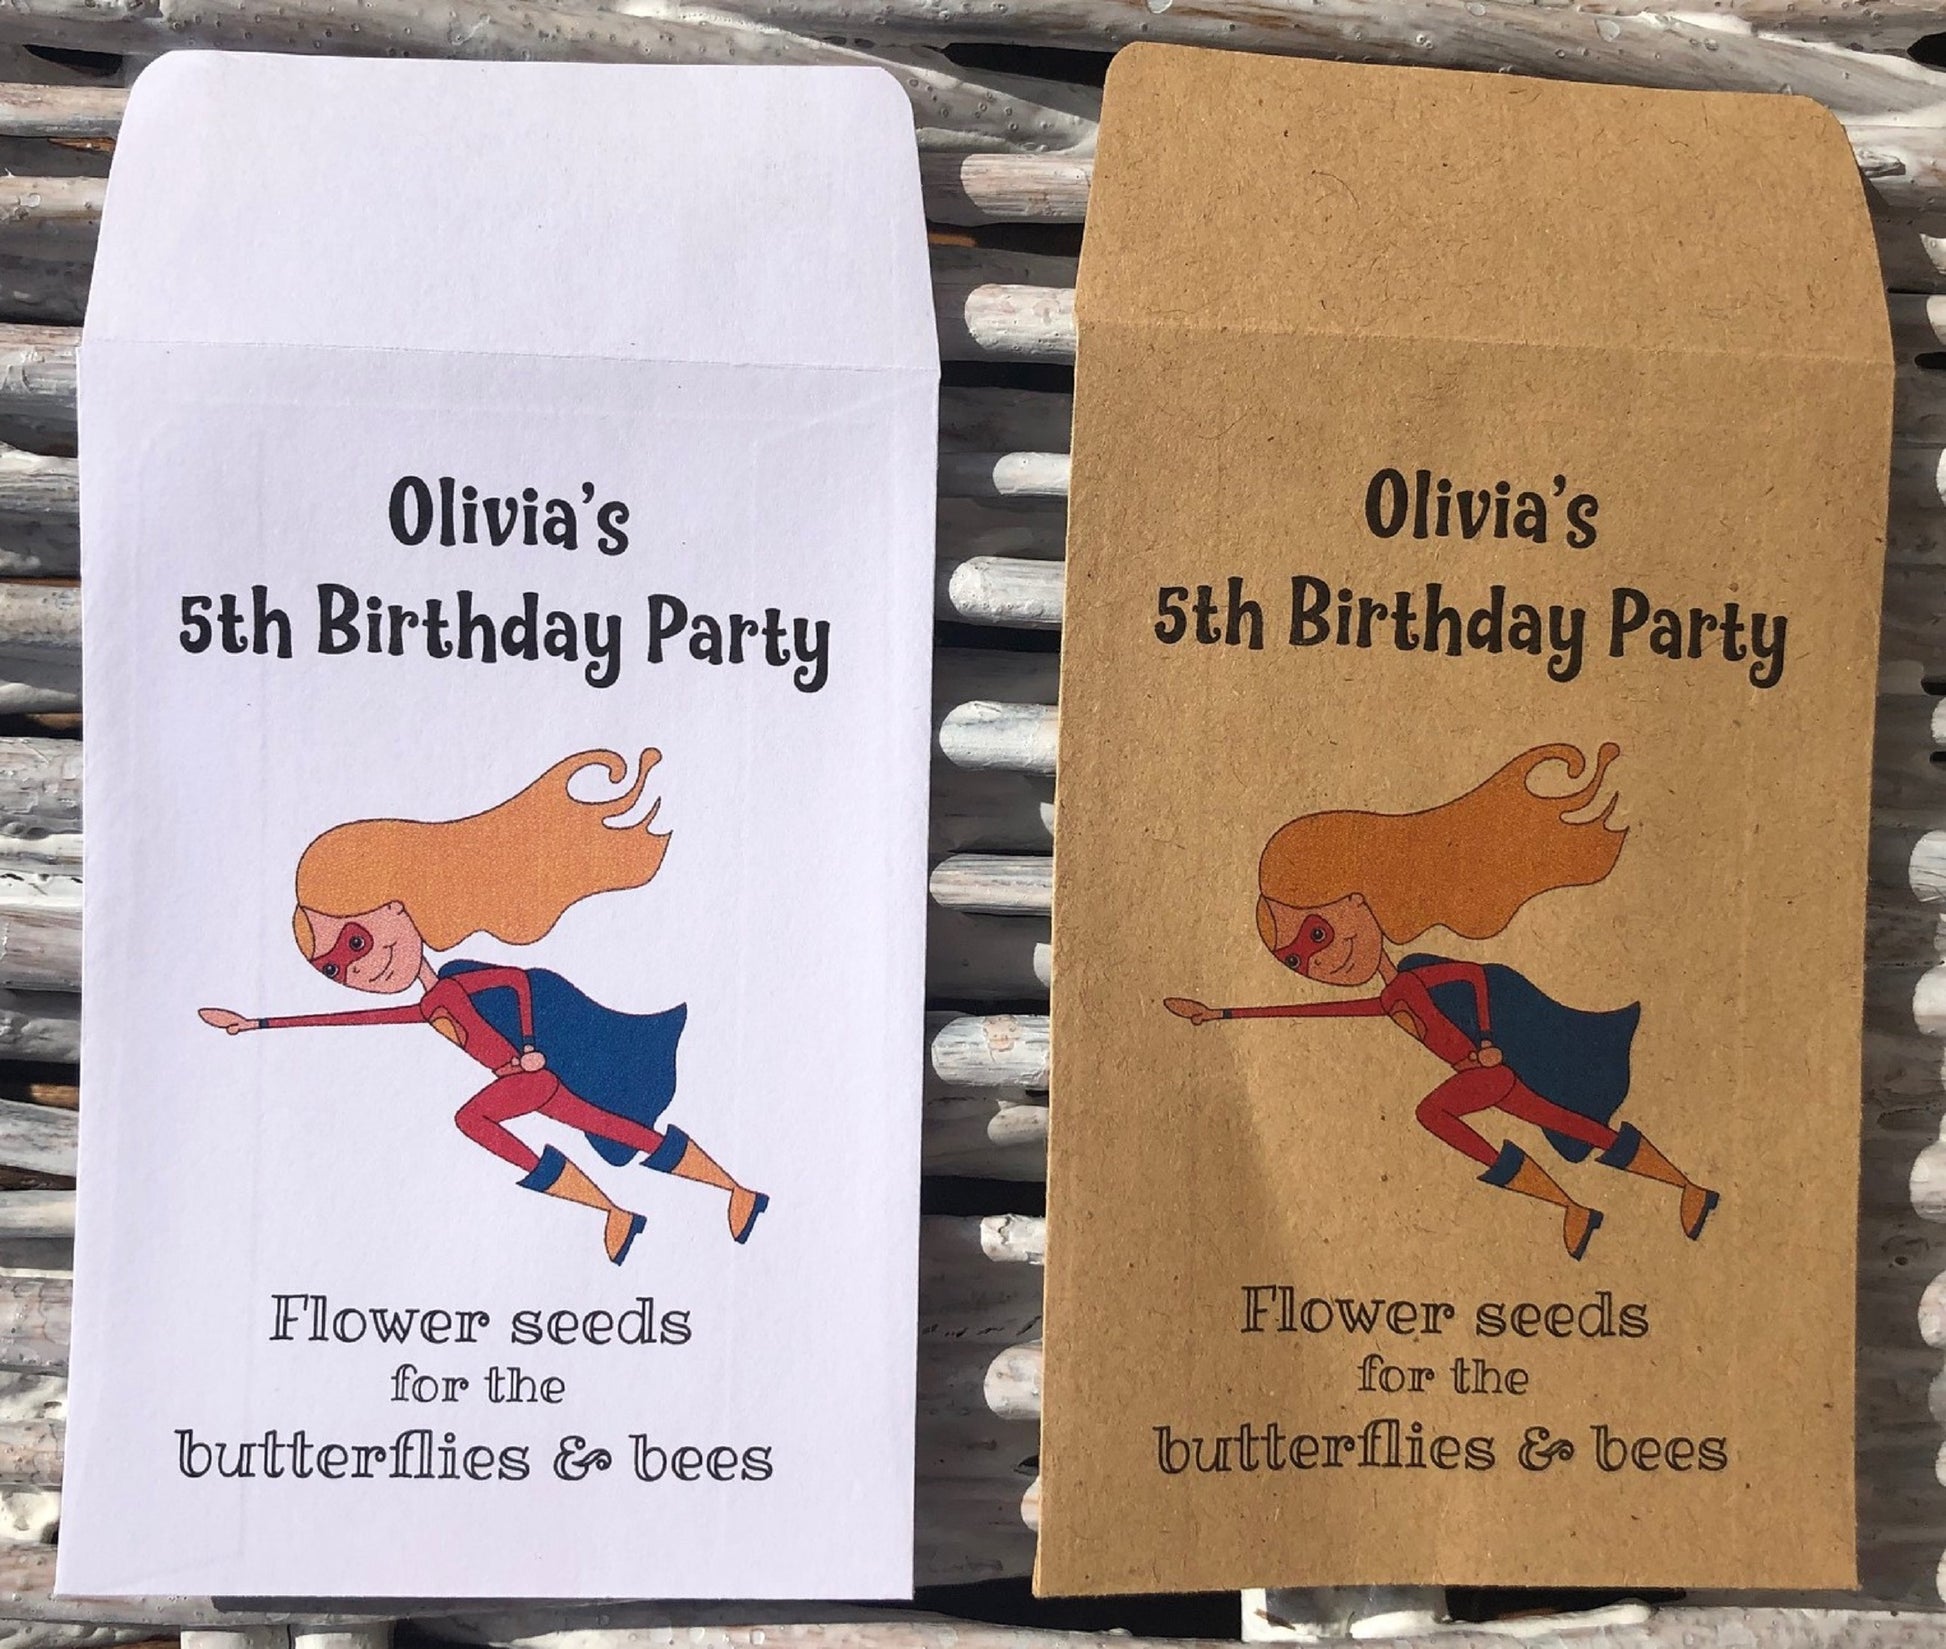 Olivia's
5th Birthday Party
Flower seeds
for the
butterflies & bees
Olivia's
5th Birthday Party
Flower seeds
for the
butterflies & bees